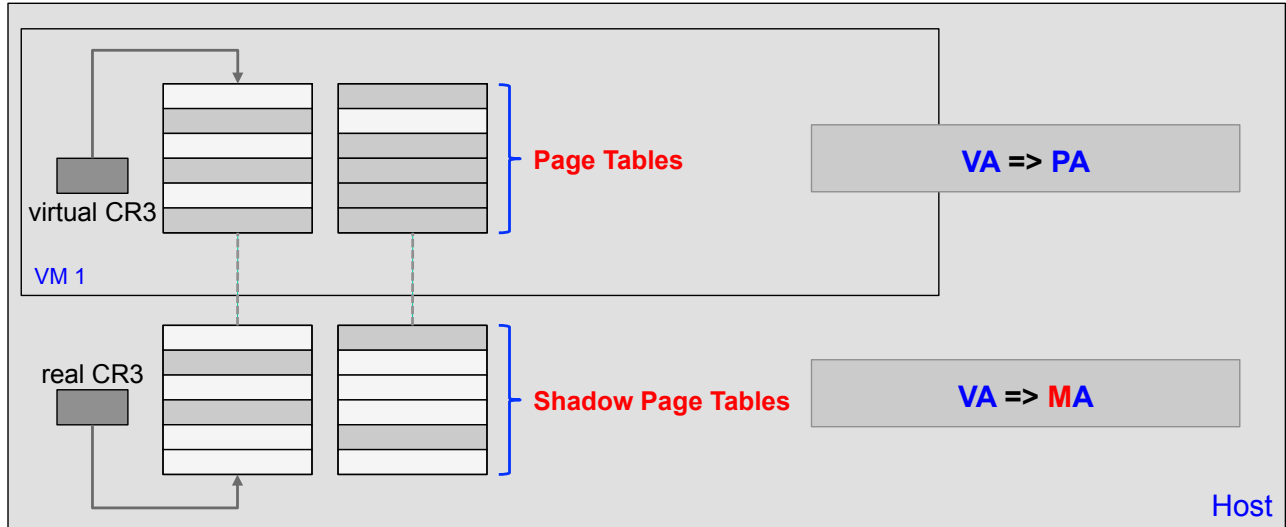 Page Tables
VA => PA
virtual CR3
VM 1
real CR3
Shadow Page Tables
VA => MA
Host